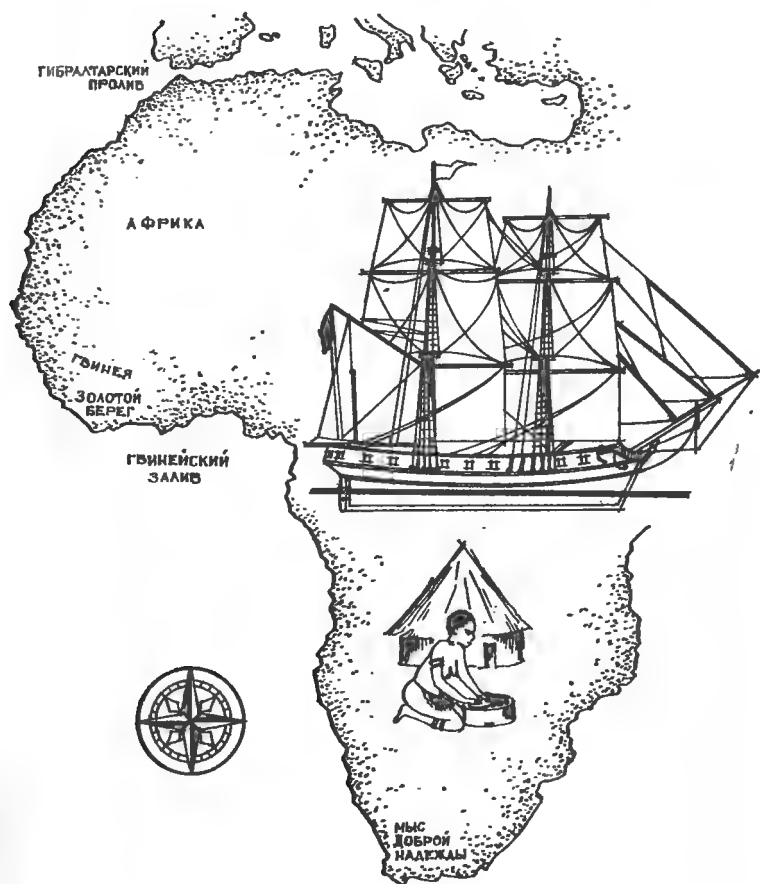 ГИБРАЛТАРСКИЙ
ПРОЛИВ
АФРИКА
ГВИНЕЯ
ЗОЛОТОЙ
БЕРЕГ
ГВИНЕЙСКИЙ
ЗАЛИВ
МЫС
ДОБРОЙ
НАДЕЖДЫ